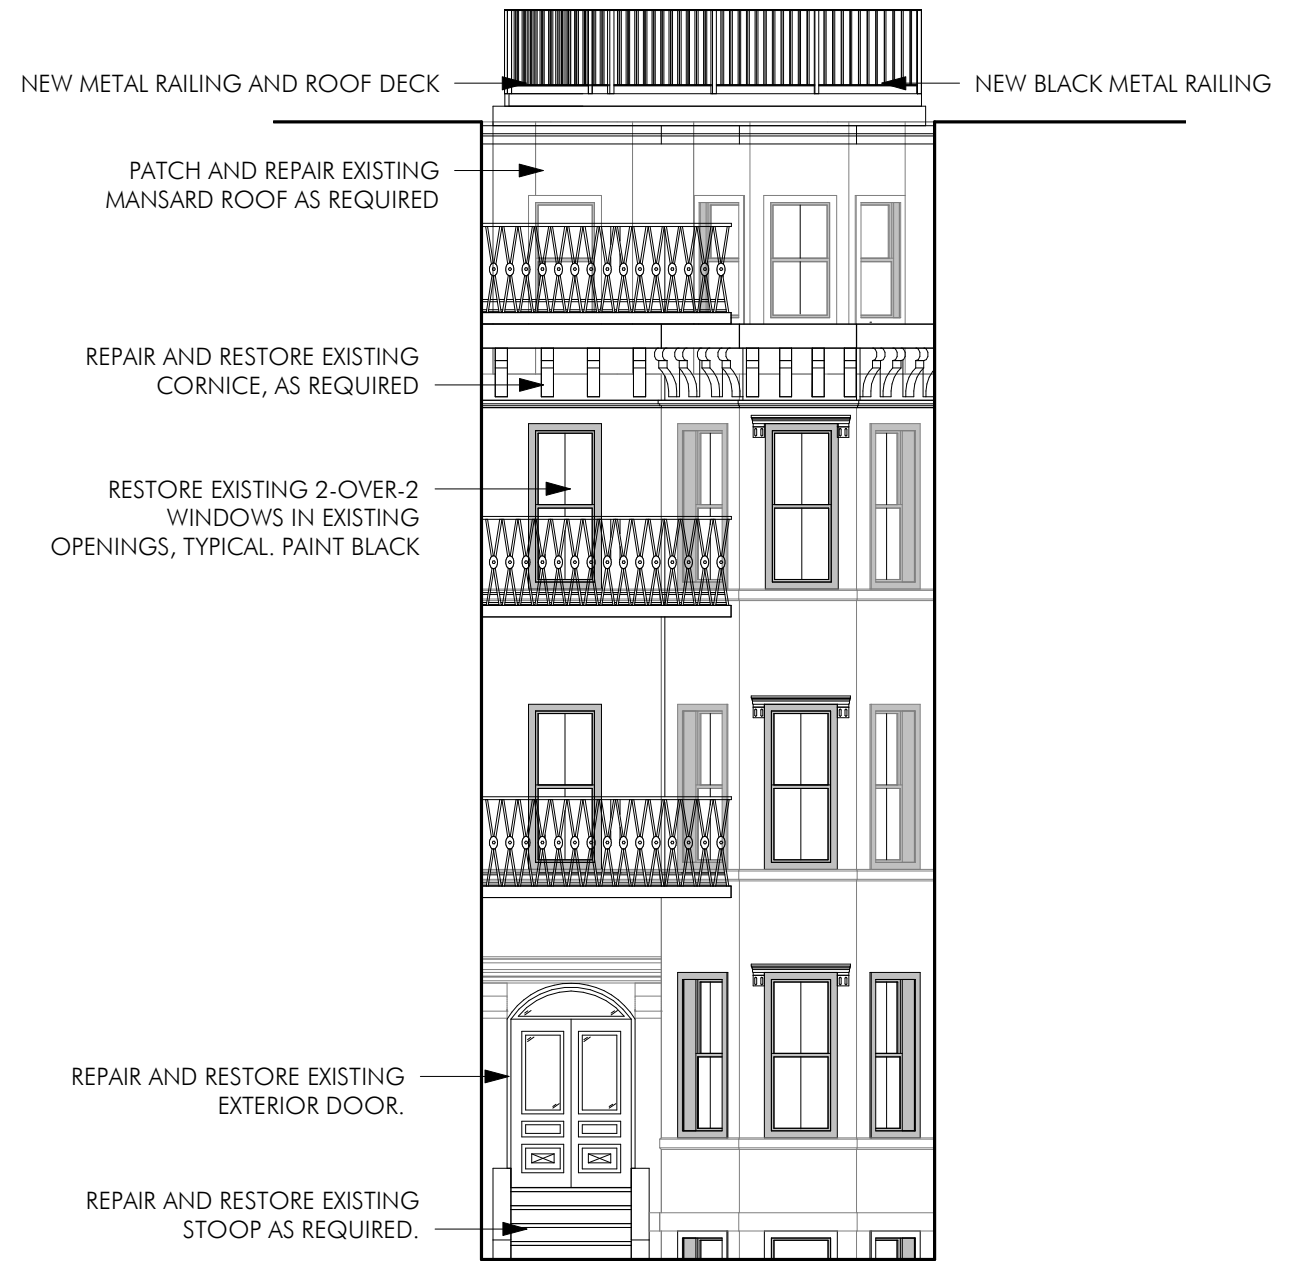 NEW METAL RAILING AND ROOF DECK
NEW BLACK METAL RAILING
PATCH AND REPAIR EXISTING
MANSARD ROOF AS REQUIRED
REPAIR AND RESTORE EXISTING
CORNICE, AS REQUIRED
RESTORE EXISTING 2-OVER-2
WINDOWS IN EXISTING
OPENINGS, TYPICAL. PAINT BLACK
REPAIR AND RESTORE EXISTING
EXTERIOR DOOR.
REPAIR AND RESTORE EXISTING
STOOP AS REQUIRED.